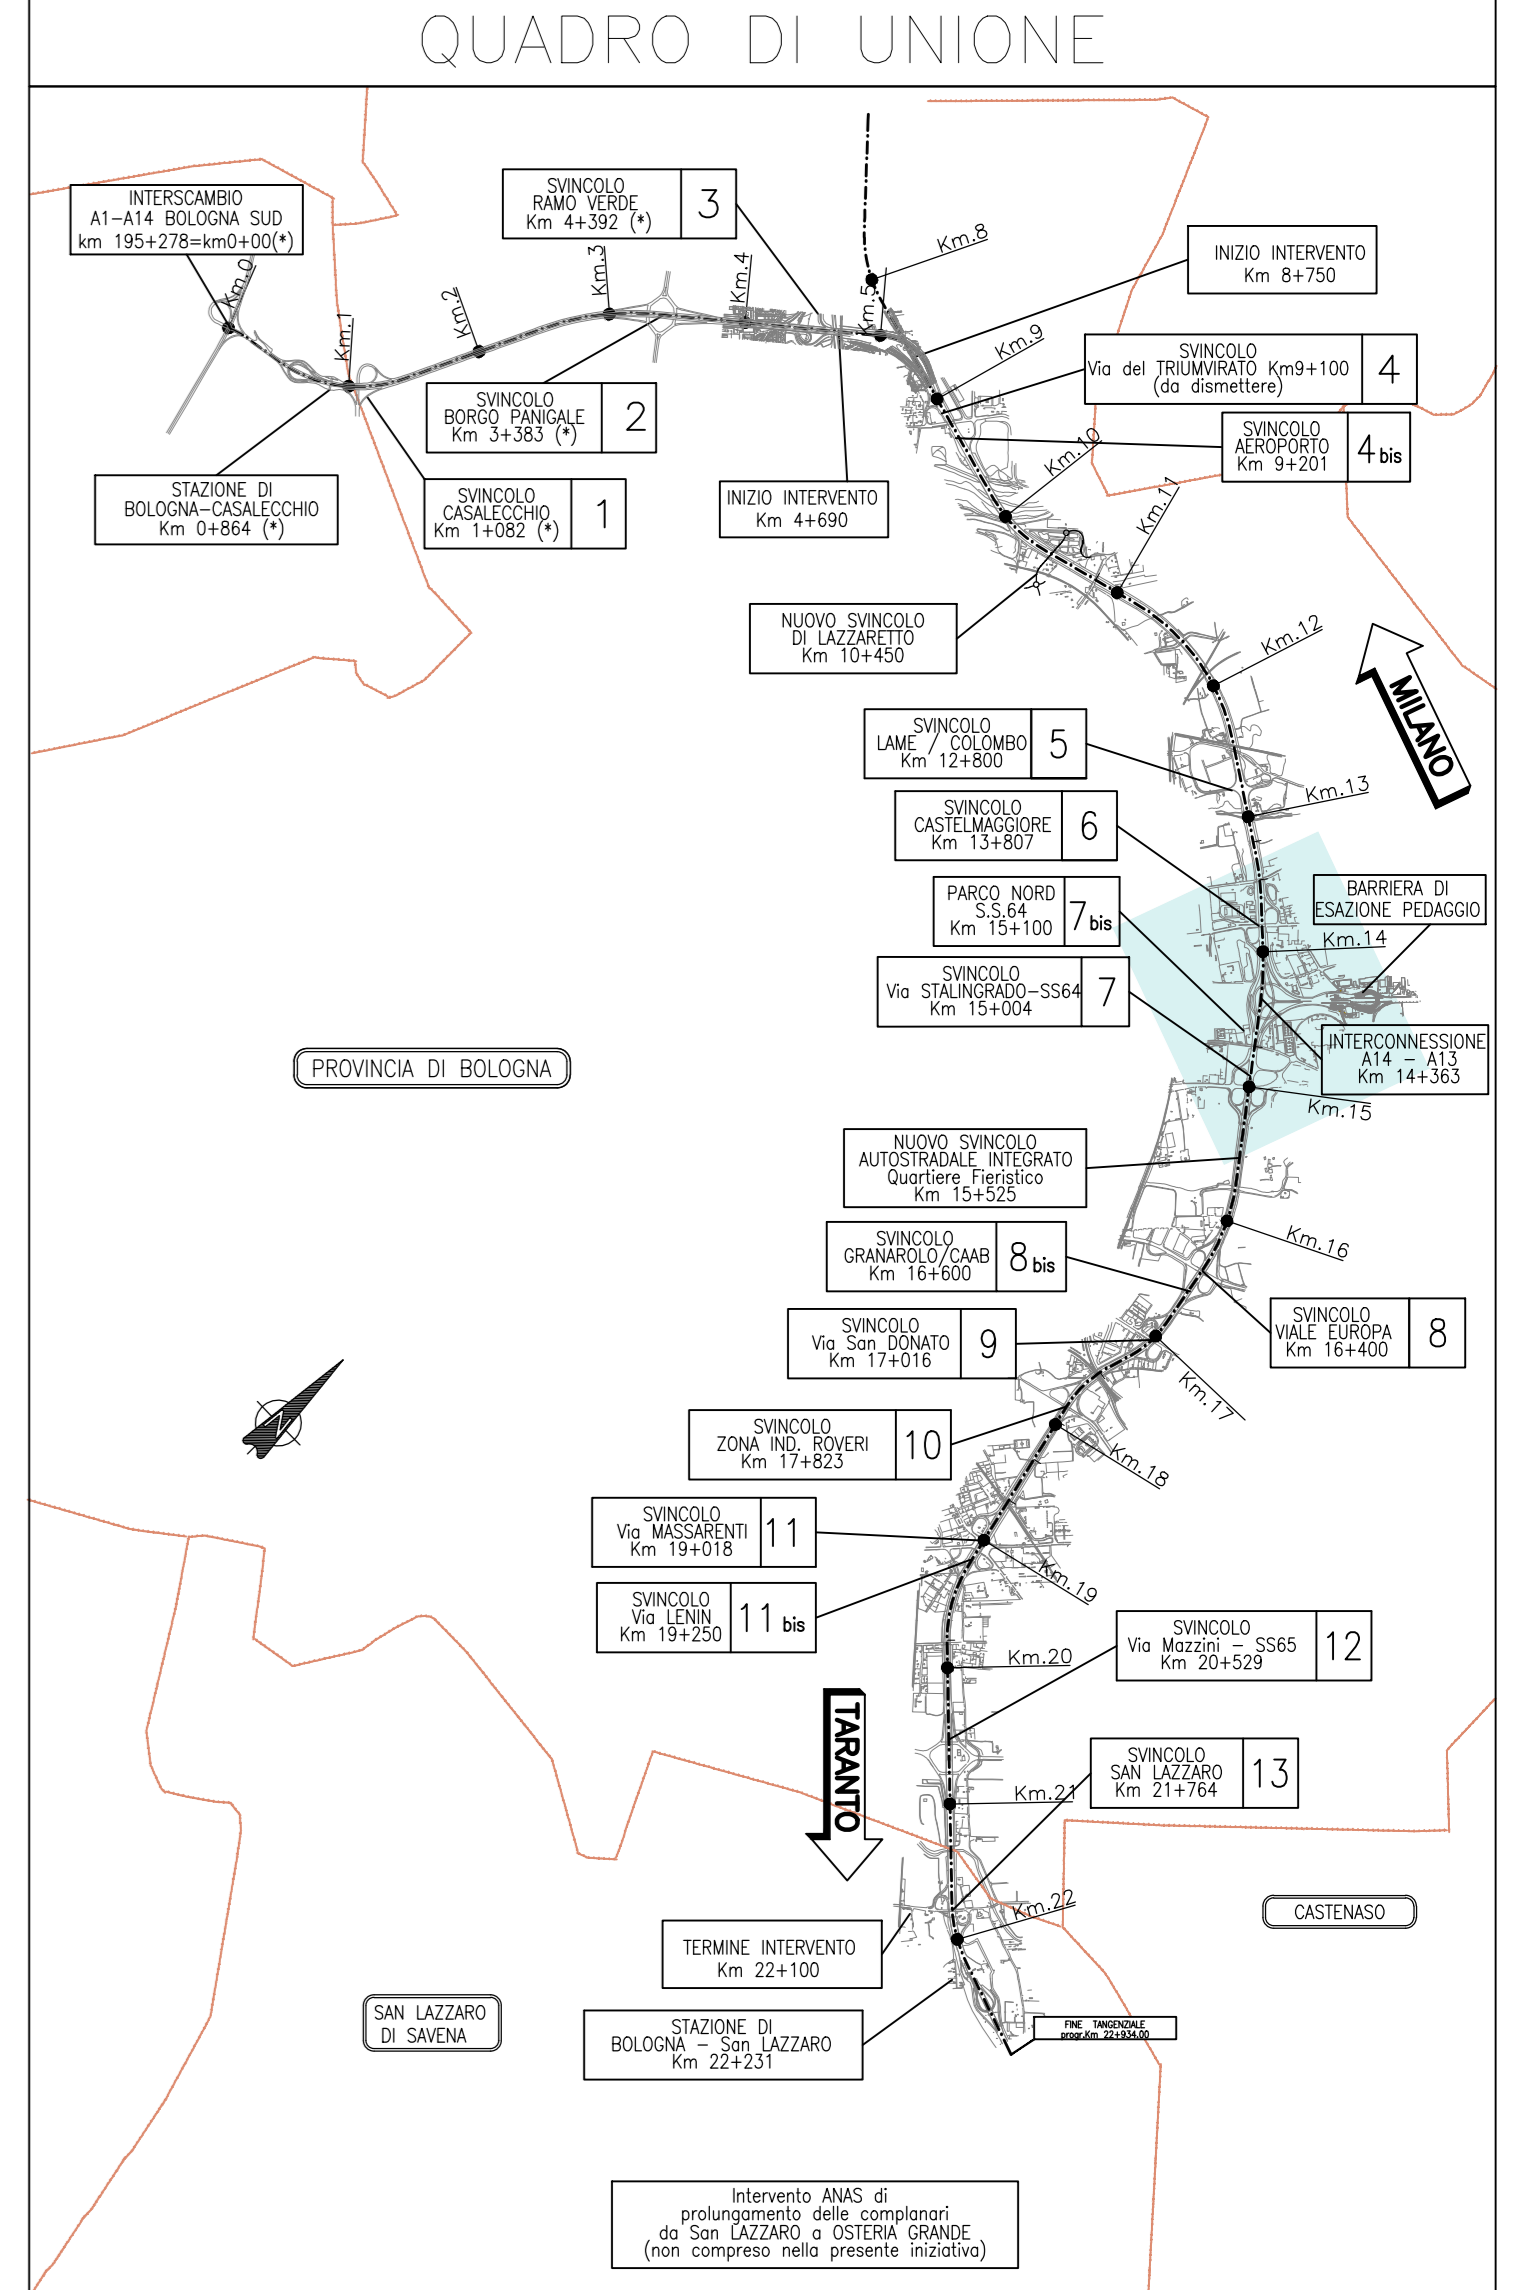 QUADRO DI UNIONE
INTERSCAMBIO
A1-A14 BOLOGNA SUD
km 195+278=km0+00(*)
SVINCOLO
RAMO VERDE
Km 4+392 (*)
3
Km.0
Km.1
Km.2
Km.3
Km.4
Km.5
Km.8
INIZIO INTERVENTO
Km 8+750
Km.9
SVINCOLO
Via del TRIUMVIRATO Km9+100
(da dismettere)
4
SVINCOLO
BORGO PANIGALE
Km 3+383 (*)
2
SVINCOLO
AEROPORTO
Km 9+201
4 bis
Km.10
STAZIONE DI
BOLOGNA-CASALECCHIO
Km 0+864 (*)
SVINCOLO
CASALECCHIO
Km 1+082 (*)
1
INIZIO INTERVENTO
Km 4+690
Km.11
NUOVO SVINCOLO
DI LAZZARETTO
Km 10+450
Km.12
MILANO
SVINCOLO
LAME / COLOMBO
Km 12+800
5
Km.13
SVINCOLO
CASTELMAGGIORE
Km 13+807
6
PARCO NORD
S.S.64
Km 15+100
7 bis
BARRIERA DI
ESAZIONE PEDAGGIO
Km.14
SVINCOLO
Via STALINGRADO-SS64
Km 15+004
7
INTERCONNESSIONE
A14 - A13
Km 14+363
PROVINCIA DI BOLOGNA
Km.15
NUOVO SVINCOLO
AUTOSTRADALE INTEGRATO
Quartiere Fieristico
Km 15+525
Km.16
SVINCOLO
GRANAROLO/CAAB
Km 16+600
8 bis
SVINCOLO
VIALE EUROPA
Km 16+400
8
SVINCOLO
Via San DONATO
Km 17+016
9
Km.17
SVINCOLO
ZONA IND. ROVERI
Km 17+823
10
Km.18
SVINCOLO
Via MASSARENTI
Km 19+018
11
Km.19
SVINCOLO
Via LENIN
Km 19+250
11 bis
SVINCOLO
Via Mazzini - SS65
Km 20+529
12
Km.20
TARANTO
SVINCOLO
SAN LAZZARO
Km 21+764
13
Km.21
Km.22
CASTENASO
TERMINE INTERVENTO
Km 22+100
SAN LAZZARO
DI SAVENA
STAZIONE DI
BOLOGNA - San LAZZARO
Km 22+231
FINE TANGENZIALE
progr.Km 22+934.00
Intervento ANAS di
prolungamento delle complanari
da San LAZZARO a OSTERIA GRANDE
(non compreso nella presente iniziativa)